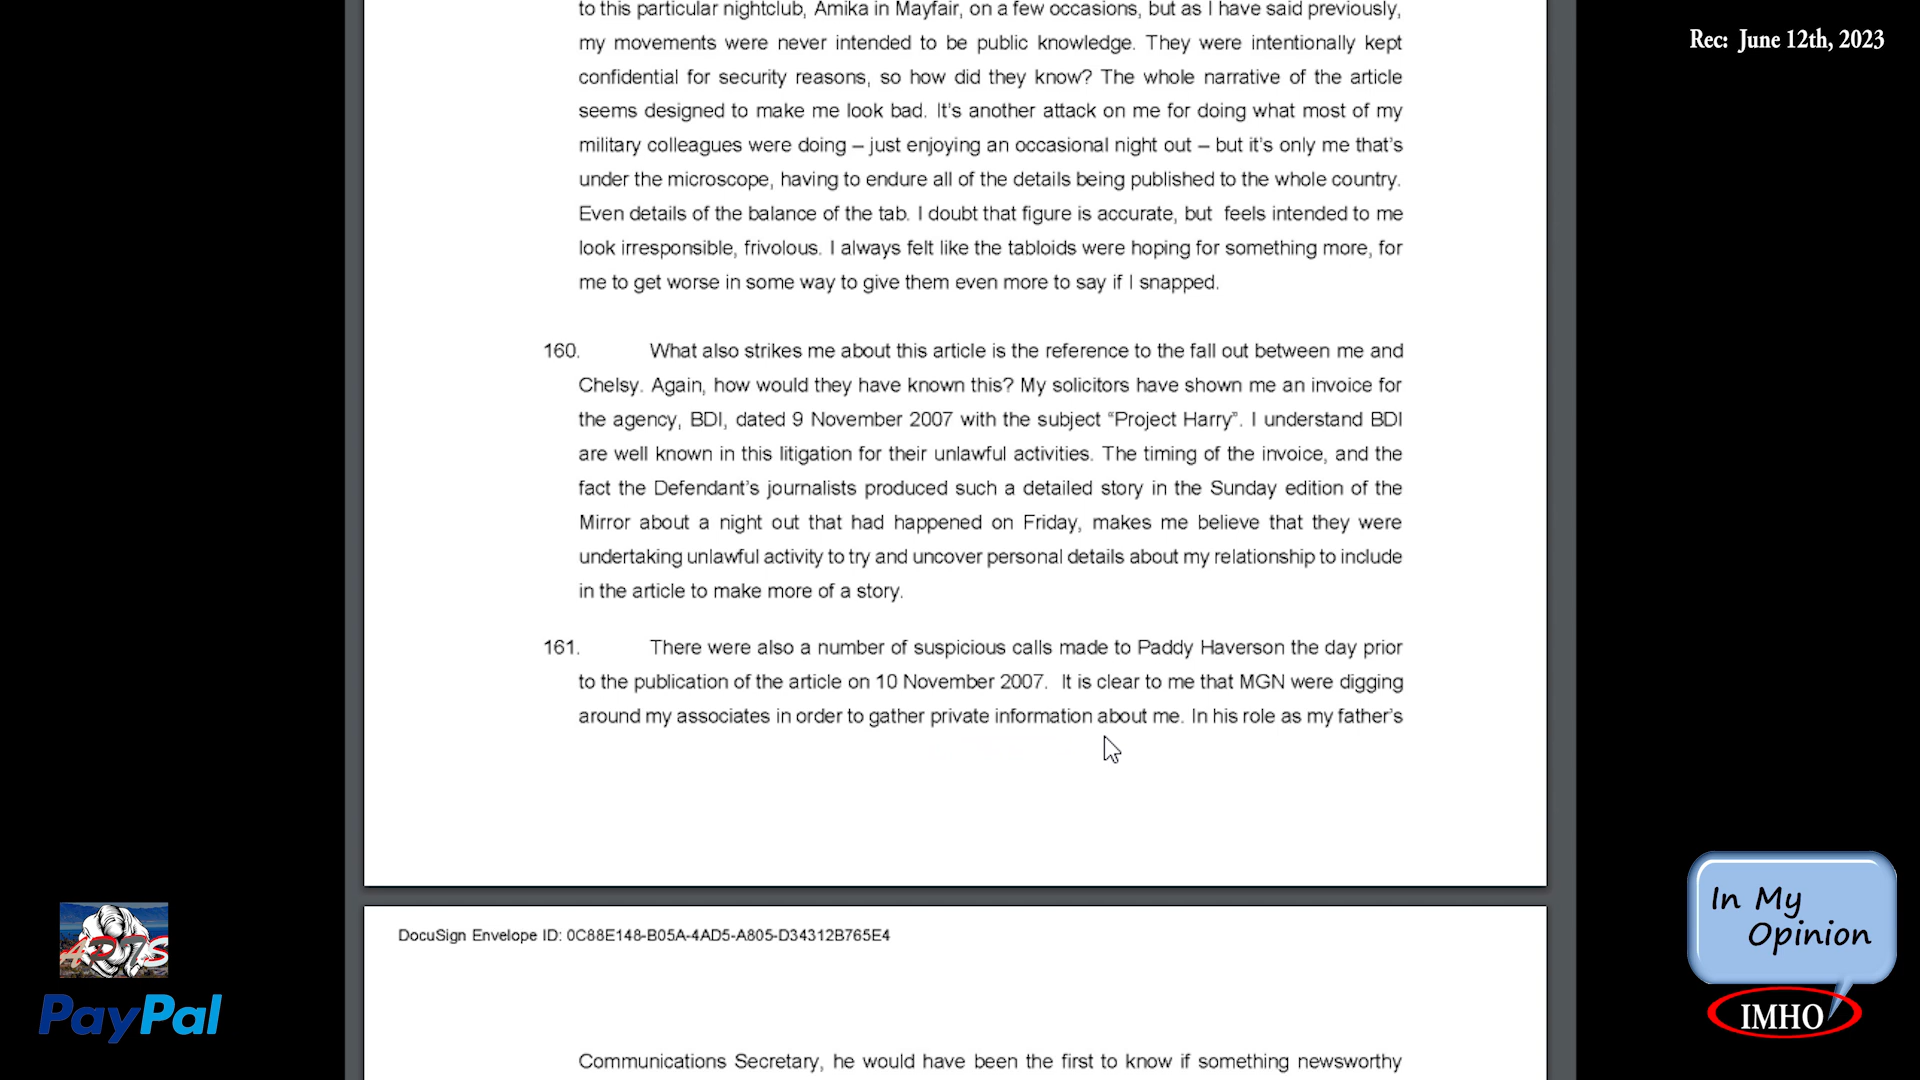 to this particular nightclub, Amika in Mayfair, on a few occasions, but as I have said previously,
my movements were never intended to be public knowledge. They were intentionally kept
confidential for security reasons, so how did they know? The whole narrative of the article
seems designed to make me look bad. It's another attack on me for doing what most of my
military colleagues were doing – just enjoying an occasional night out – but it's only me that's
under the microscope, having to endure all of the details being published to the whole country.
Even details of the balance of the tab. I doubt that figure is accurate, but feels intended to me
look irresponsible, frivolous. I always felt like the tabloids were hoping for something more, for
me to get worse in some way to give them even more to say if I snapped.
160. What also strikes me about this article is the reference to the fall out between me and
Chelsy. Again, how would they have known this? My solicitors have shown me an invoice for
the agency, BDI, dated 9 November 2007 with the subject “Project Harry”. I understand BDI
are well known in this litigation for their unlawful activities. The timing of the invoice, and the
fact the Defendant's journalists produced such a detailed story in the Sunday edition of the
Mirror about a night out that had happened on Friday, makes me believe that they were
undertaking unlawful activity to try and uncover personal details about my relationship to include
in the article to make more of a story.
161. There were also a number of suspicious calls made to Paddy Haverson the day prior
to the publication of the article on 10 November 2007. It is clear to me that MGN were digging
around my associates in order to gather private information about me. In his role as my father's
DocuSign Envelope ID: 0C88E148-B05A-4AD5-A805-D34312B765E4
Communications Secretary, he would have been the first to know if something newsworthy
Rec: June 12th, 2023
PayPal
In My
Opinion
IMHO